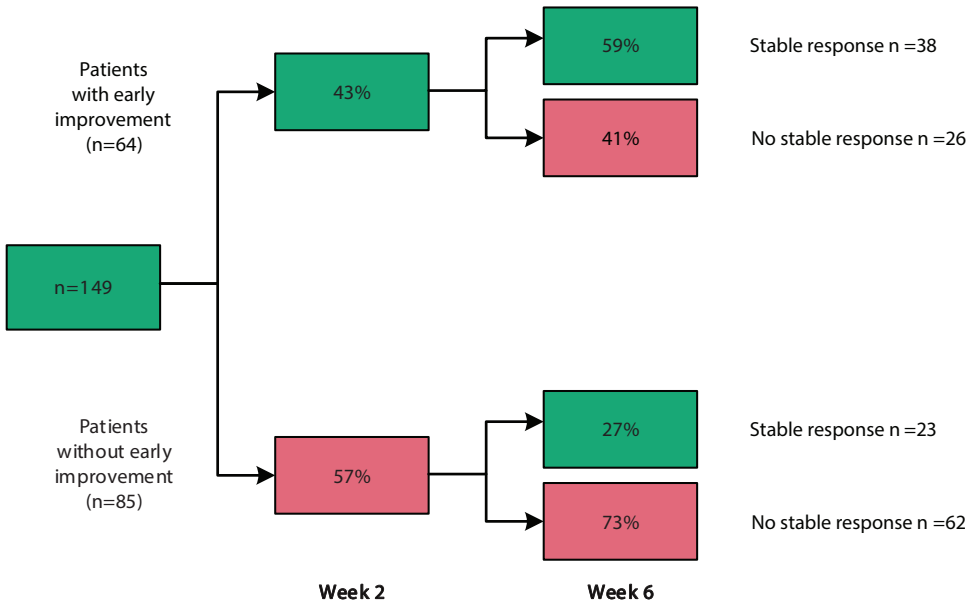 Patients
with early
improvement
(n=64)
43%
59%
Stable response n =38
41%
No stable response n =26
n=149
Patients
without early
improvement
(n=85)
57%
27%
Stable response n =23
73%
No stable response n =62
Week 2
Week 6